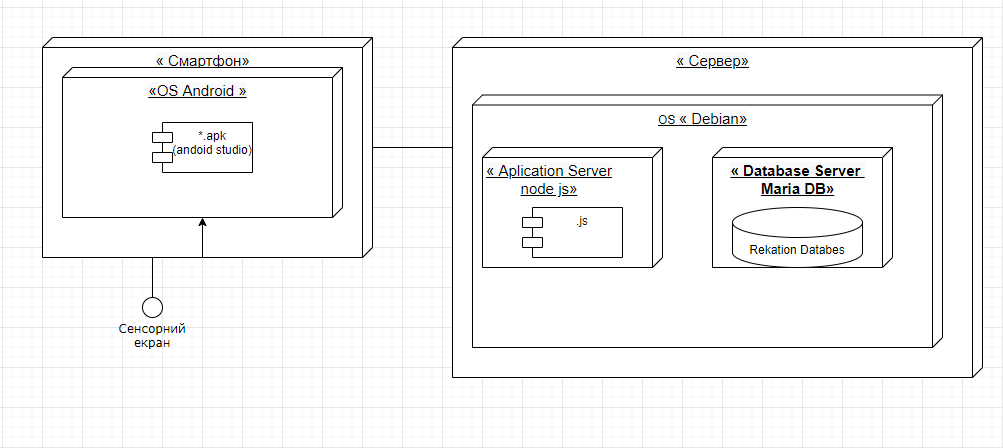 « Смартфон»
«OS Android »
*.apk
(andoid studio)
Сенсорний
екран
« Сервер»
OS « Debian»
« Aplication Server
node js»
.js
« Database Server
Maria DB»
Rekation Databes